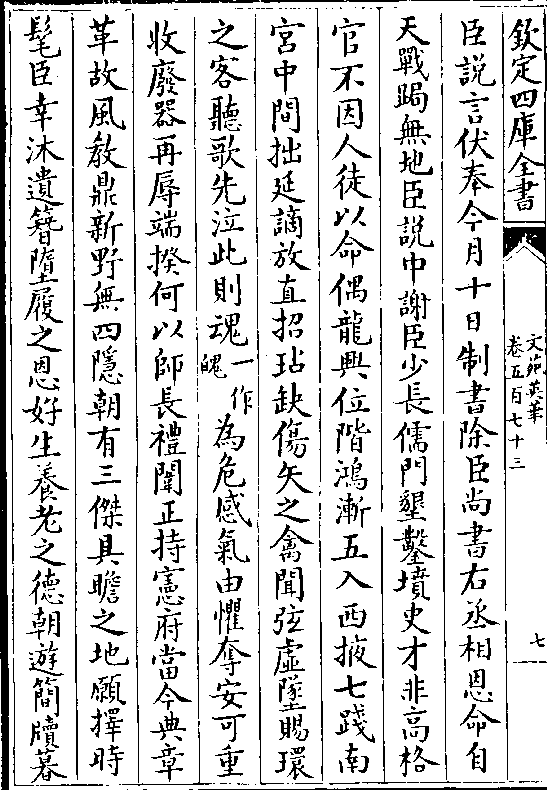 欽定四庫全書
文苑英華
卷五百七十三
七
臣說言伏奉今月十日制書除臣尚書右丞相恩命自
天戰跼無地臣說中謝臣少長儒門墾鑿墳史才非高格
官不因人徒以命偶龍興位階鴻漸五入西掖七踐南
宮中間拙延謫放直招玷缺傷矢之禽聞弦虛墜賜環
之客聽歌先泣此則魂一作魄為危感氣由懼奪安可重
收廢器再辱端揆何以師長禮闈正持憲府當今典章
革故風敎鼎新野無四隱朝有三傑具瞻之地願擇時
髦臣幸沐遺簪墮履之恩好生養老之德朝遊簡牘暮